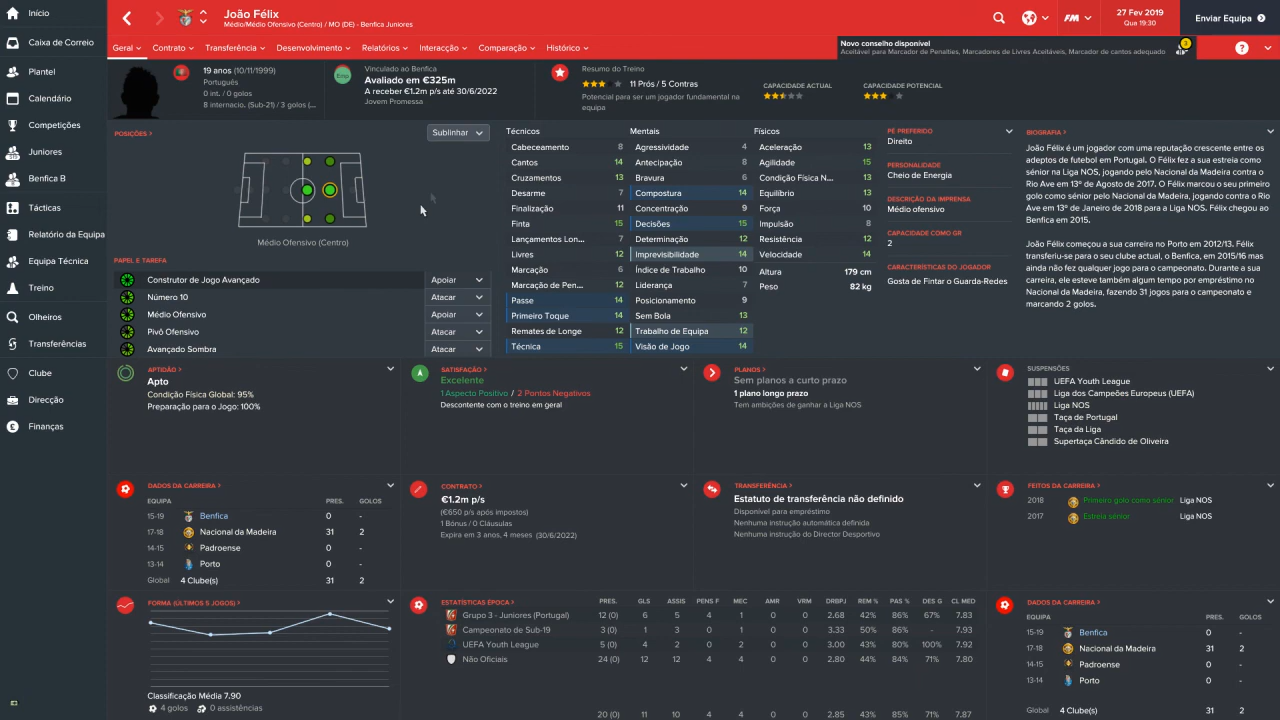 Início
Caixa de Correio
Plantel
Calendário
Competições
Juniores
Benfica B
Tácticas
Relatório da Equipa
Equipa Técnica
Treino
Olheiros
Transferências
Clube
Direcção
Finanças
João Félix
Médio/Médio Ofensivo (Centro) / MO (DE) - Benfica Juniores
FM
27 Fev 2019
Qua 19:30
Enviar Equipa
Geral
Contrato
Transferência
Desenvolvimento
Relatórios
Interacção
Comparação
Histórico
Novo conselho disponível
Aceitável para Marcador de Penalties, Marcadores de Livres Aceitáveis, Marcador de cantos adequado
2
?
19 anos (10/11/1999)
Português
0 int. / 0 golos
8 internacio. (Sub-21) / 3 golos (...
Emp
Vinculado ao Benfica
Avaliado em €325m
A receber €1.2m p/s até 30/6/2022
Jovem Promessa
Resumo do Treino
11 Prós / 5 Contras
Potencial para ser um jogador fundamental na
equipa
CAPACIDADE ACTUAL
CAPACIDADE POTENCIAL
POSIÇÕES >
Sublinhar
Médio Ofensivo (Centro)
PAPEL E TAREFA
Construtor de Jogo Avançado Apoiar
Número 10 Atacar
Médio Ofensivo Apoiar
Pivô Ofensivo Atacar
Avançado Sombra Atacar
Técnicos
Cabeceamento 8
Cantos 14
Cruzamentos 13
Desarme 7
Finalização 11
Finta 15
Lançamentos Lon... 7
Livres 12
Marcação 6
Marcação de Pen... 12
Passe 14
Primeiro Toque 14
Remates de Longe 12
Técnica 15
Mentais
Agressividade 4
Antecipação 8
Bravura 6
Compostura 14
Concentração 9
Decisões 15
Determinação 12
Imprevisibilidade 14
Índice de Trabalho 10
Liderança 7
Posicionamento 9
Sem Bola 13
Trabalho de Equipa 12
Visão de Jogo 14
Físicos
Aceleração 13
Agilidade 15
Condição Física N... 13
Equilíbrio 13
Força 10
Impulsão 8
Resistência 12
Velocidade 14
Altura 179 cm
Peso 82 kg
PÉ PREFERIDO
Direito
PERSONALIDADE
Cheio de Energia
DESCRIÇÃO DA IMPRENSA
Médio ofensivo
CAPACIDADE COMO GR
2
CARACTERÍSTICAS DO JOGADOR
Gosta de Fintar o Guarda-Redes
BIOGRAFIA >
João Félix é um jogador com uma reputação crescente entre os
adeptos de futebol em Portugal. O Félix fez a sua estreia como
sénior na Liga NOS, jogando pelo Nacional da Madeira contra o
Rio Ave em 13º de Agosto de 2017. O Félix marcou o seu primeiro
golo como sénior pelo Nacional da Madeira, jogando contra o Rio
Ave em 13º de Janeiro de 2018 para a Liga NOS. Félix chegou ao
Benfica em 2015.
João Félix começou a sua carreira no Porto em 2012/13. Félix
transferiu-se para o seu clube actual, o Benfica, em 2015/16 mas
ainda não fez qualquer jogo para o campeonato. Durante a sua
carreira, ele esteve também algum tempo por empréstimo no
Nacional da Madeira, fazendo 31 jogos para o campeonato e
marcando 2 golos.
APTIDÃO >
Apto
Condição Física Global: 95%
Preparação para o Jogo: 100%
SATISFAÇÃO >
Excelente
1 Aspecto Positivo / 2 Pontos Negativos
Descontente com o treino em geral
PLANOS >
Sem planos a curto prazo
1 plano longo prazo
Tem ambições de ganhar a Liga NOS
SUSPENSÕES
UEFA Youth League
Liga dos Campeões Europeus (UEFA)
Liga NOS
Taça de Portugal
Taça da Liga
Supertaça Cândido de Oliveira
DADOS DA CARREIRA >
EQUIPA PRES. GOLOS
15-19 Benfica 0 -
17-18 Nacional da Madeira 31 2
14-15 Padroense 0 -
13-14 Porto 0 -
Global 4 Clube(s) 31 2
CONTRATO >
€1.2m p/s
(€650 p/s após impostos)
1 Bónus / 0 Cláusulas
Expira em 3 anos, 4 meses (30/6/2022)
TRANSFERÊNCIA >
Estatuto de transferência não definido
Disponível para empréstimo
Nenhuma instrução automática definida
Nenhuma instrução do Director Desportivo
FEITOS DA CARREIRA >
2018 Primeiro golo como sénior Liga NOS
2017 Estreia sénior Liga NOS
FORMA (ÚLTIMOS 5 JOGOS) >
Classificação Média 7.90
4 golos 0 assistências
ESTATÍSTICAS ÉPOCA > PRES. GLS ASSIS PENS F MEC AMR VRM DRBPJ REM % PAS % DES G CL MED
Grupo 3 - Juniores (Portugal) 12 (0) 6 5 4 1 0 0 2.68 42% 86% 67% 7.83
Campeonato de Sub-19 3 (0) 1 3 0 1 0 0 3.33 50% 86% - 7.93
UEFA Youth League 5 (0) 4 2 0 2 0 0 3.00 43% 80% 100% 7.92
Não Oficiais 24 (0) 12 12 4 4 0 0 2.80 44% 84% 71% 7.80
20 (0) 11 10 4 4 0 0 2.85 43% 85% 71% 7.87
DADOS DA CARREIRA >
EQUIPA PRES. GOLOS
15-19 Benfica 0 -
17-18 Nacional da Madeira 31 2
14-15 Padroense 0 -
13-14 Porto 0 -
Global 4 Clube(s) 31 2